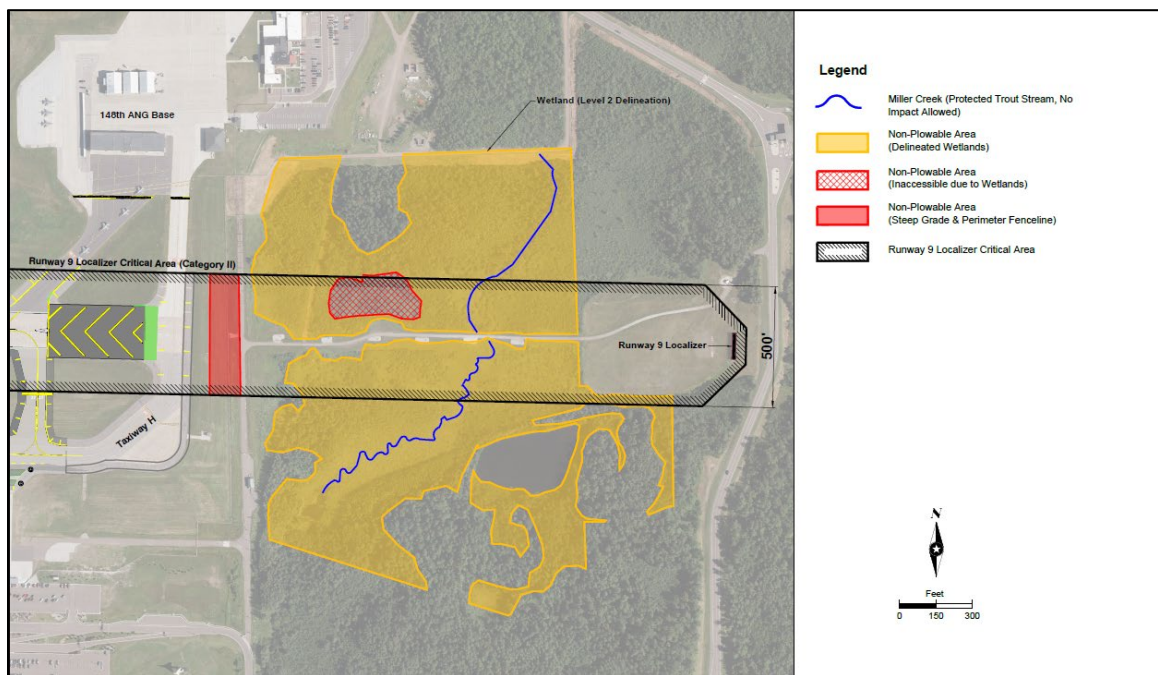 148th ANG Base
Wetland (Level 2 Delineation)
Runway 9 Localizer Critical Area (Category II)
Runway 9 Localizer
500'
Taxiway H
Legend
Miller Creek (Protected Trout Stream, No
Impact Allowed)
Non-Plowable Area
(Delineated Wetlands)
Non-Plowable Area
(Inaccessible due to Wetlands)
Non-Plowable Area
(Steep Grade & Perimeter Fenceline)
Runway 9 Localizer Critical Area
N
Feet
0
150
300